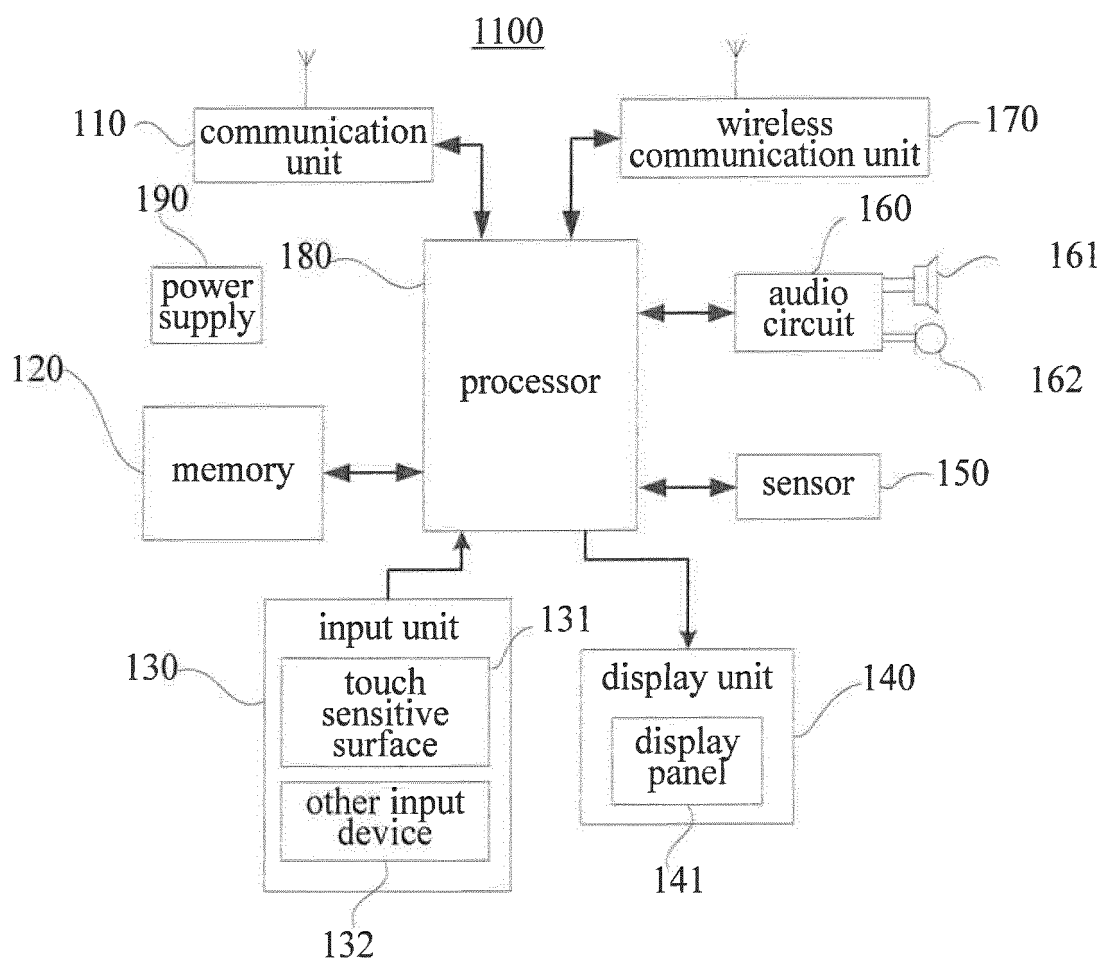 1100
110
communication
unit
wireless
communication unit
170
190
power
supply
180
processor
160
audio
circuit
161
162
120
memory
sensor
150
input unit
131
130
touch
sensitive
surface
other input
device
132
display unit
140
display
panel
141